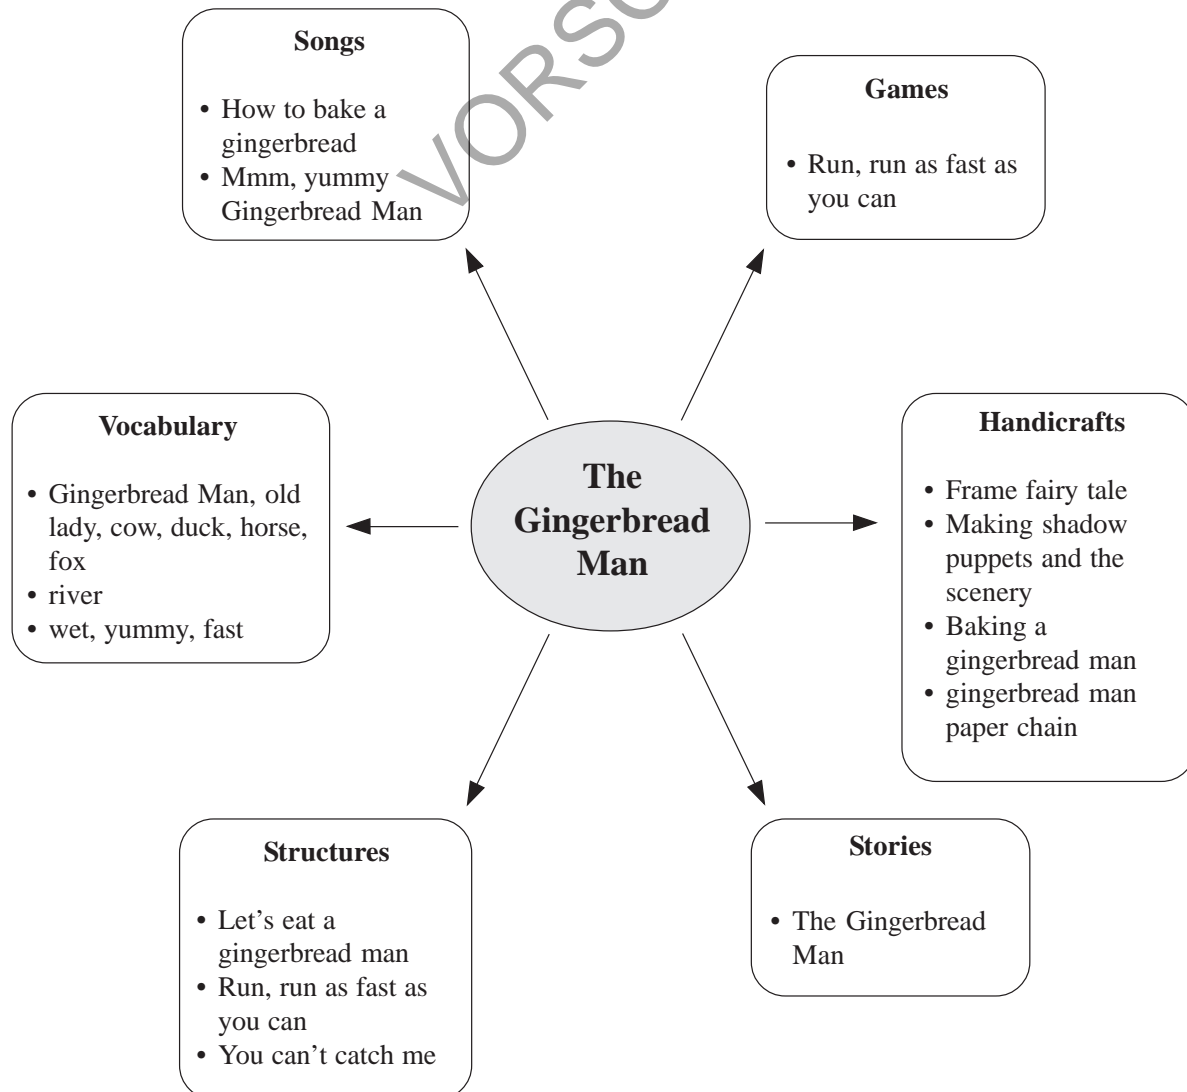 Songs
• How to bake a
gingerbread
• Mmm, yummy
Gingerbread Man
Games
• Run, run as fast as
you can
Vocabulary
• Gingerbread Man, old
lady, cow, duck, horse,
fox
• river
• wet, yummy, fast
The
Gingerbread
Man
Handicrafts
• Frame fairy tale
• Making shadow
puppets and the
scenery
• Baking a
gingerbread man
• gingerbread man
paper chain
Structures
• Let's eat a
gingerbread man
• Run, run as fast as
you can
• You can't catch me
Stories
• The Gingerbread
Man